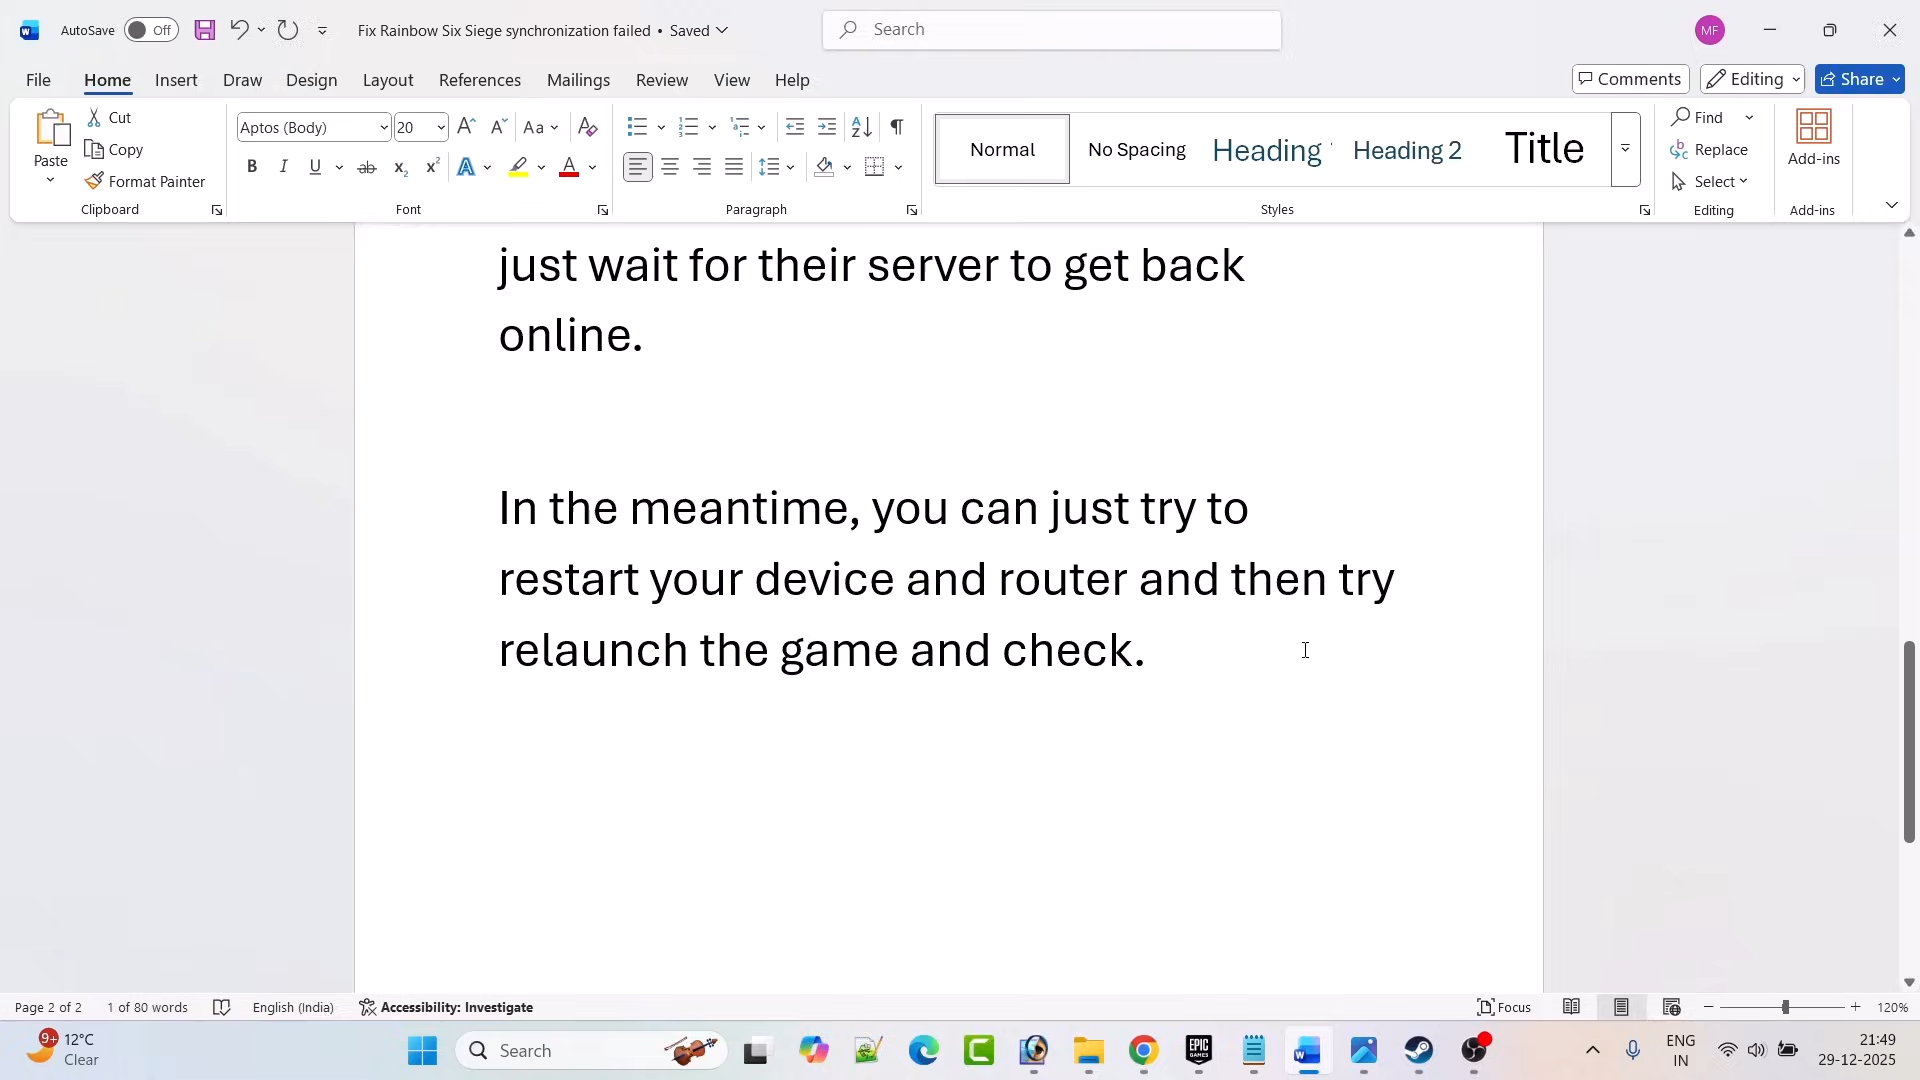 AutoSave Off Fix Rainbow Six Siege synchronization failed • Saved Search MF
File Home Insert Draw Design Layout References Mailings Review View Help Comments Editing Share
Paste Cut Copy Format Painter Clipboard
Aptos (Body) 20 Aa Font
Paragraph
Normal No Spacing Heading Heading 2 Title Styles
Find Replace Select Editing
Add-ins Add-ins
just wait for their server to get back
online.
In the meantime, you can just try to
restart your device and router and then try
relaunch the game and check.
Page 2 of 2 1 of 80 words English (India) Accessibility: Investigate Focus 120%
9+ 12°C Clear Search EPIC GAMES ENG IN 21:49 29-12-2025